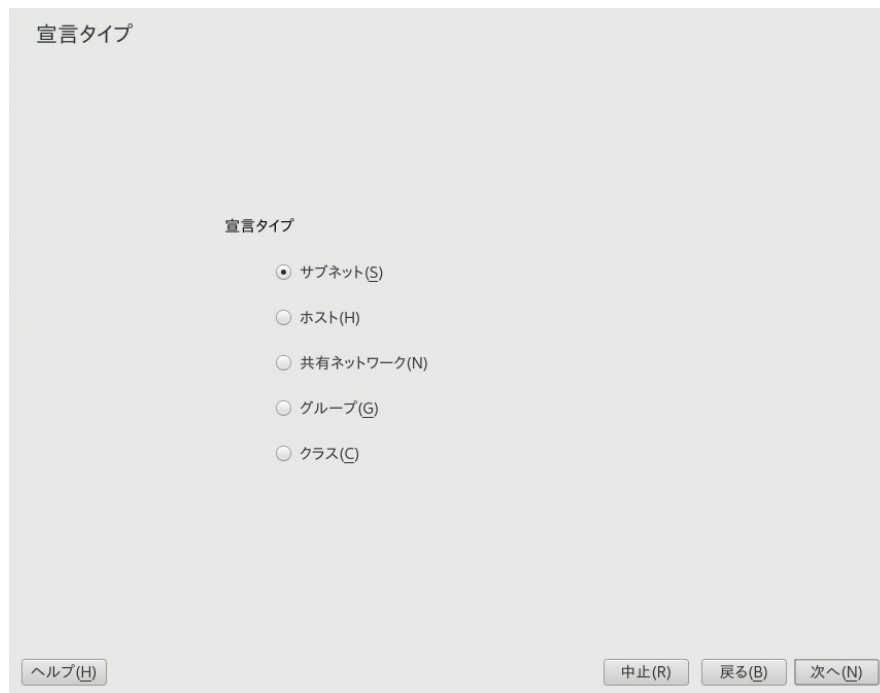 宣言タイプ
宣言タイプ
サブネット(S)
ホスト(H)
共有ネットワーク(N)
グループ(G)
クラス(C)
ヘルプ(H)
中止(R)
戻る(B)
次へ(N)